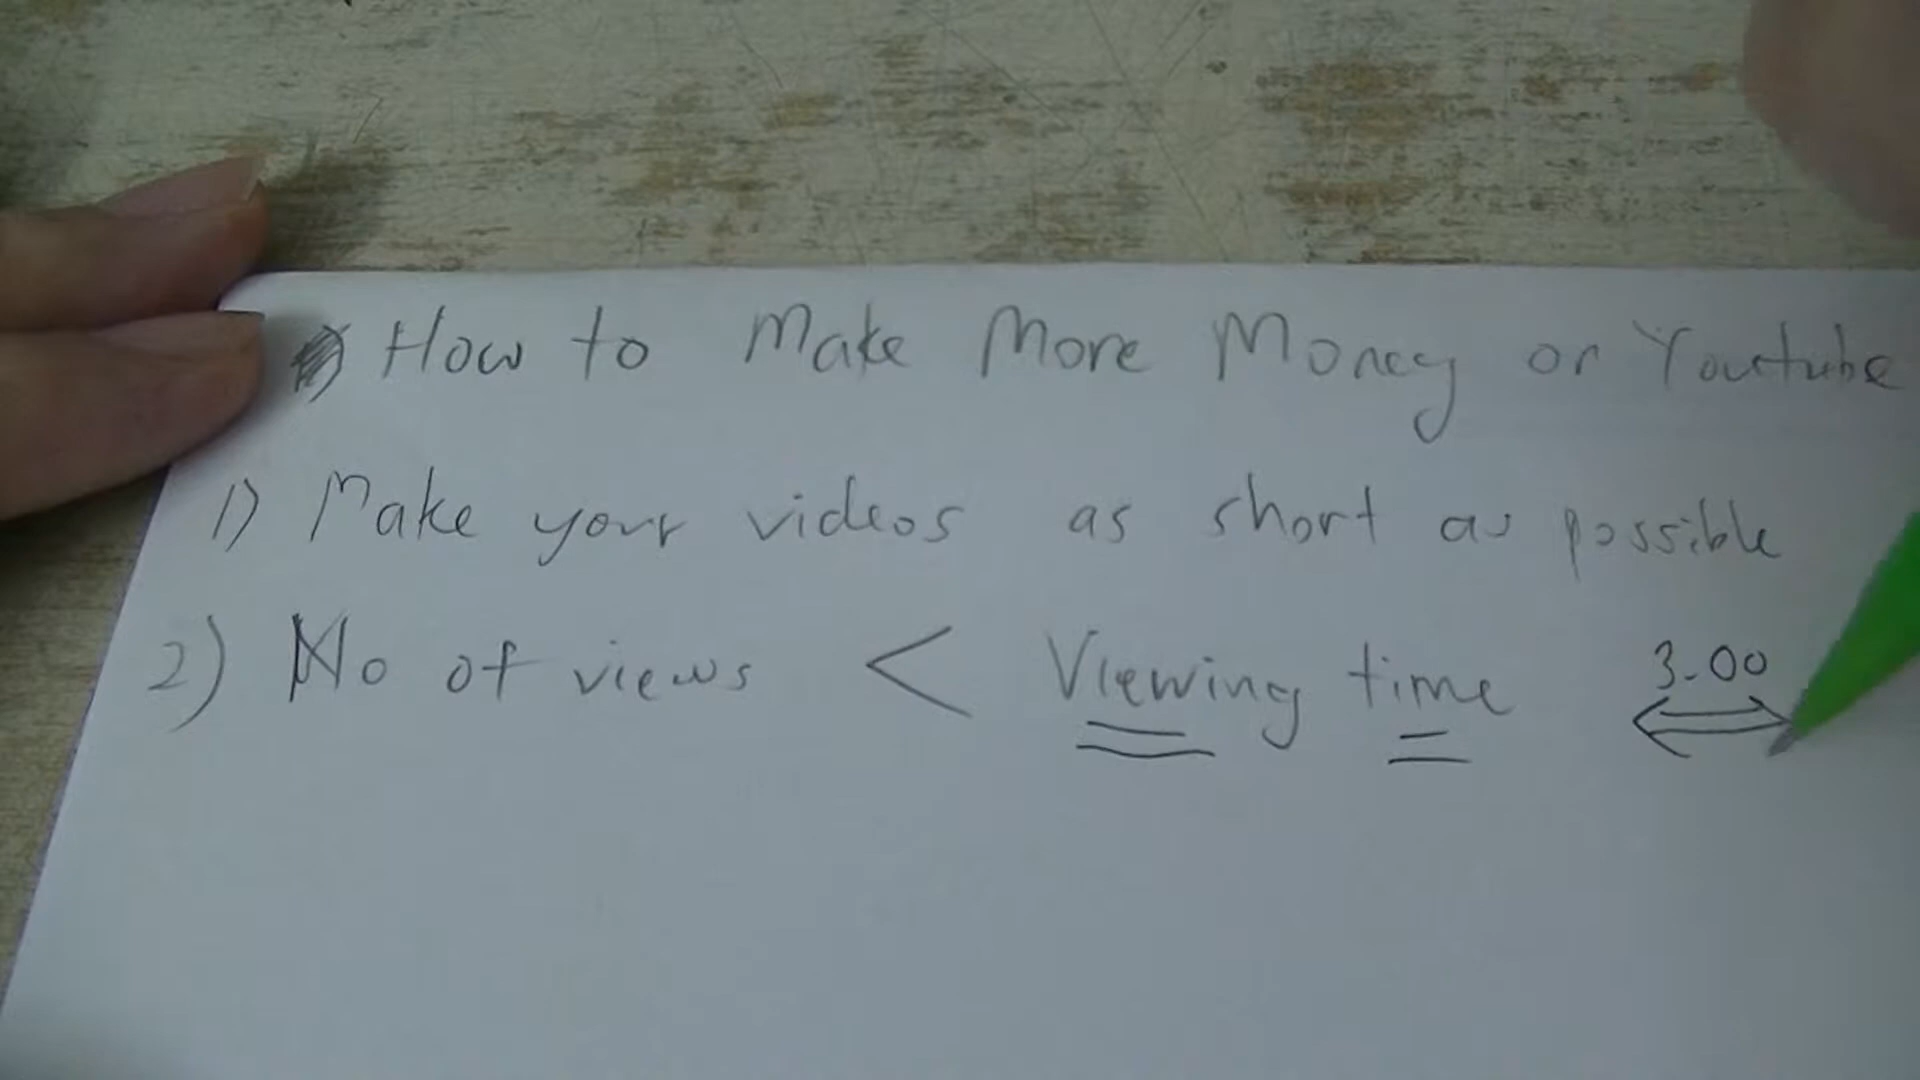 How to Make More Money on Youtube
1) Make your videos as short as possible
2) No of views < Viewing time 3.00